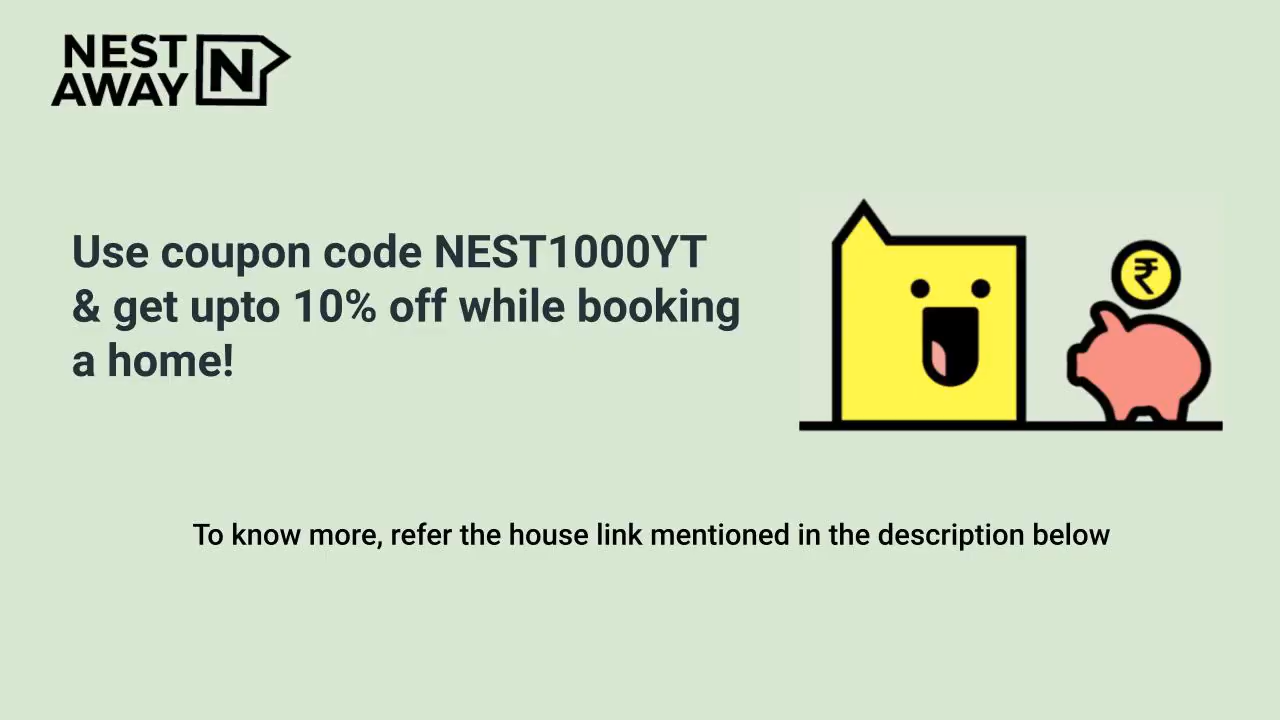 NEST
AWAY
N
Use coupon code NEST1000YT
& get upto 10% off while booking
a home!
₹
To know more, refer the house link mentioned in the description below